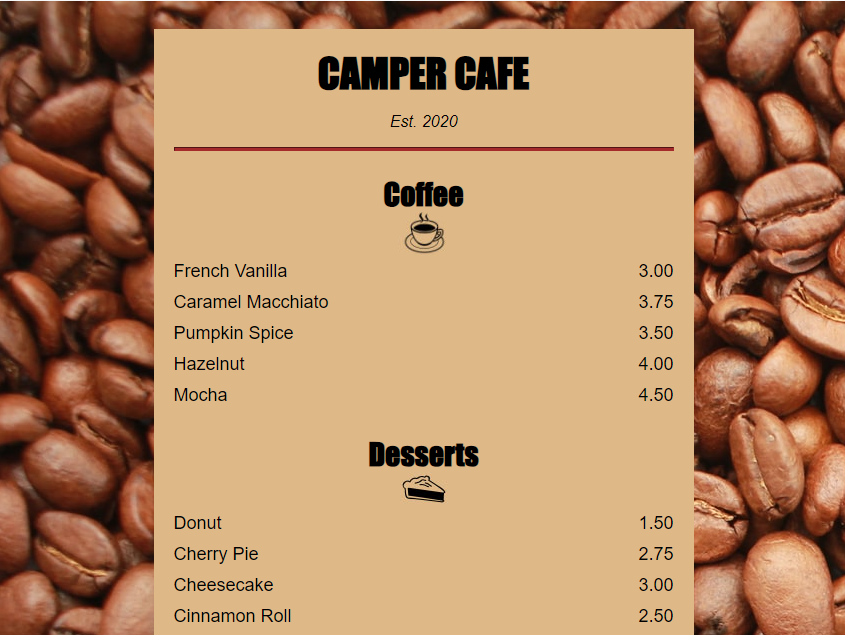 CAMPER CAFE
Est. 2020
Coffee
French Vanilla 3.00
Caramel Macchiato 3.75
Pumpkin Spice 3.50
Hazelnut 4.00
Mocha 4.50
Desserts
Donut 1.50
Cherry Pie 2.75
Cheesecake 3.00
Cinnamon Roll 2.50